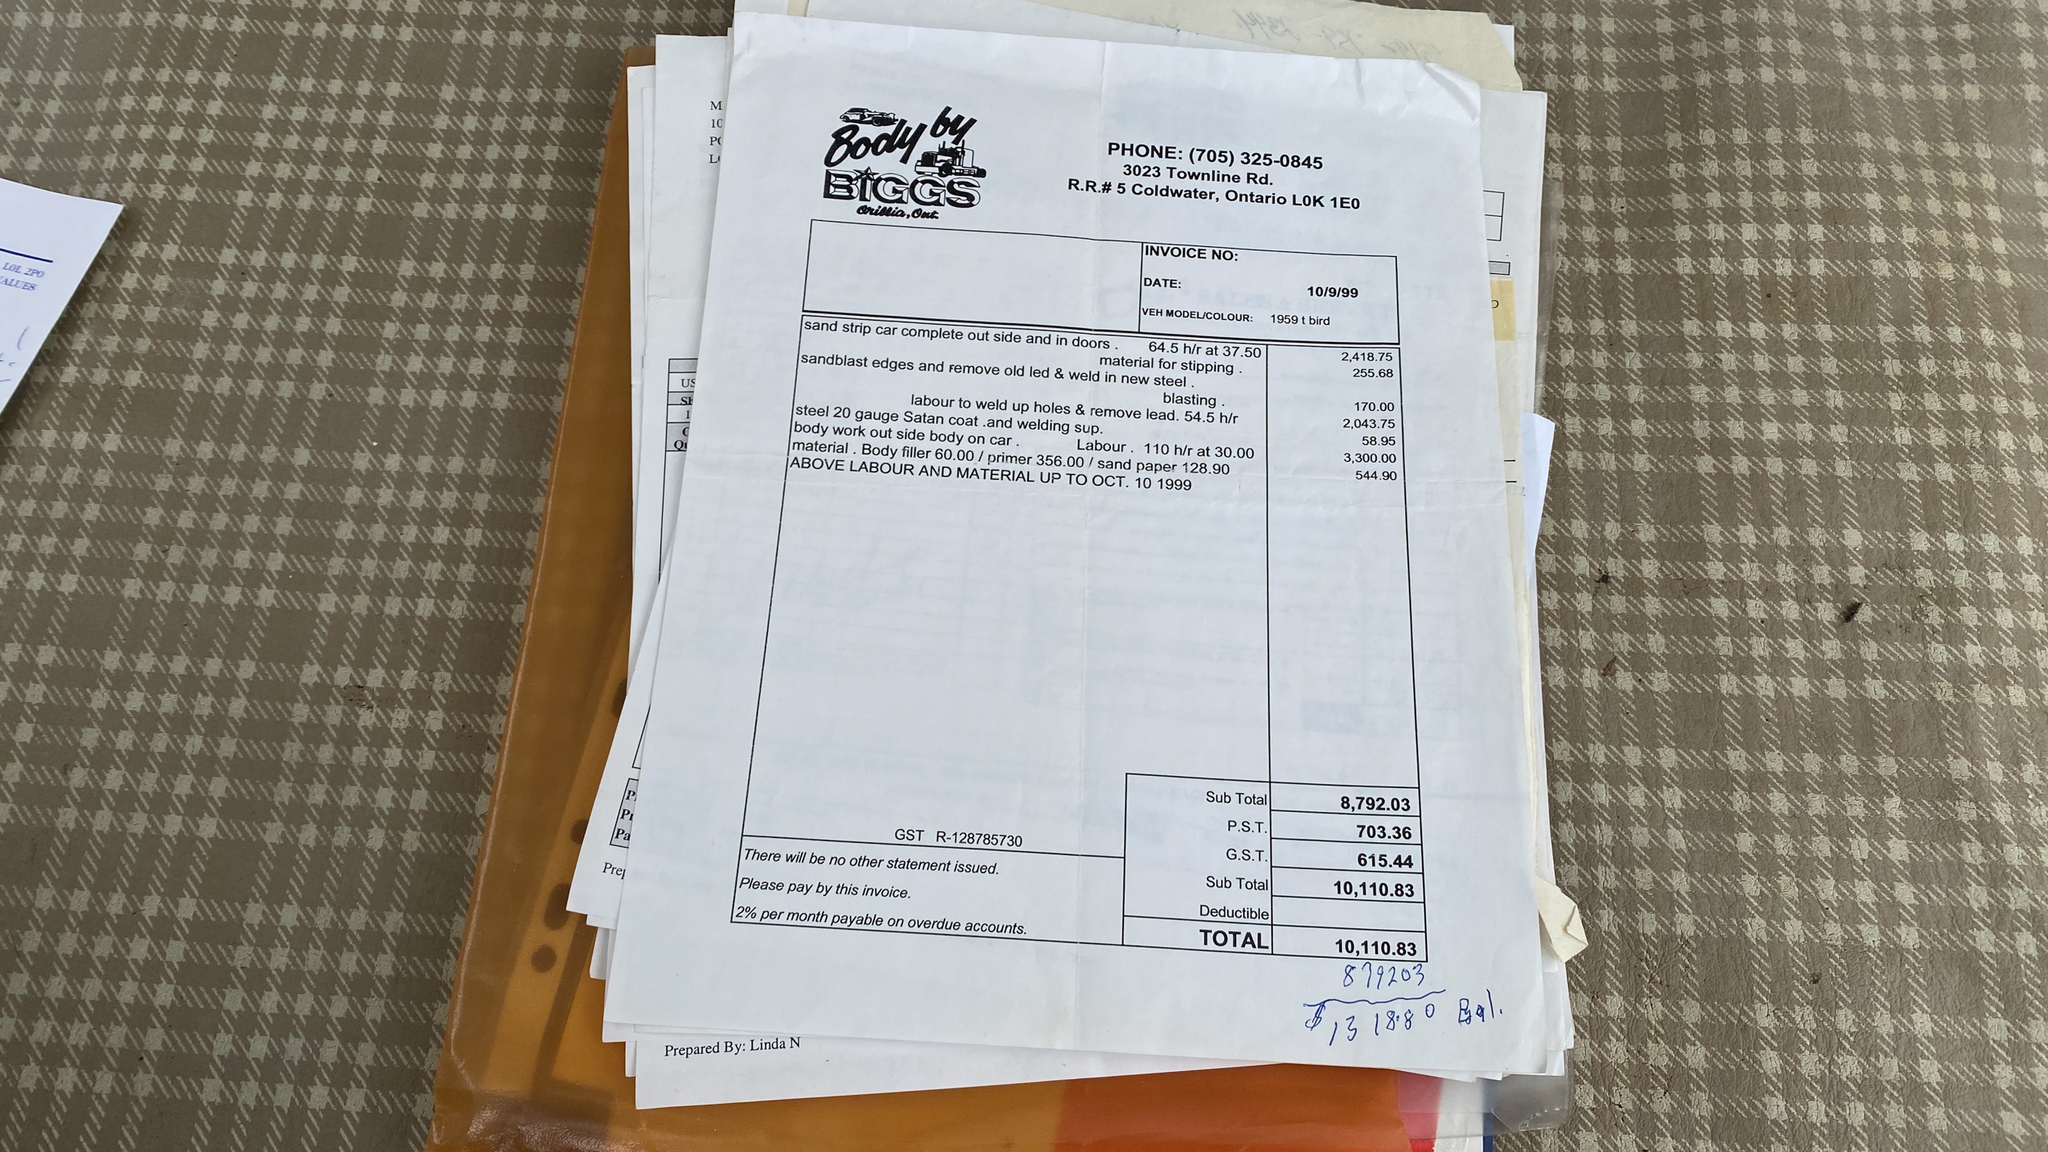 Body by
BIGGS
Orillia, Ont.
PHONE: (705) 325-0845
3023 Townline Rd.
R.R.# 5 Coldwater, Ontario L0K 1E0
INVOICE NO:
DATE: 10/9/99
VEH MODEL/COLOUR: 1959 t bird
sand strip car complete out side and in doors . 64.5 h/r at 37.50 2,418.75
material for stipping . 255.68
sandblast edges and remove old led & weld in new steel .
blasting . 170.00
labour to weld up holes & remove lead. 54.5 h/r 2,043.75
steel 20 gauge Satan coat .and welding sup. 58.95
body work out side body on car . Labour . 110 h/r at 30.00 3,300.00
material . Body filler 60.00 / primer 356.00 / sand paper 128.90 544.90
ABOVE LABOUR AND MATERIAL UP TO OCT. 10 1999
Sub Total 8,792.03
P.S.T. 703.36
GST R-128785730
G.S.T. 615.44
There will be no other statement issued.
Sub Total 10,110.83
Please pay by this invoice.
Deductible
2% per month payable on overdue accounts.
TOTAL 10,110.83
879203
$ 1318.80 Bal.
Prepared By: Linda N
L0L 2P0